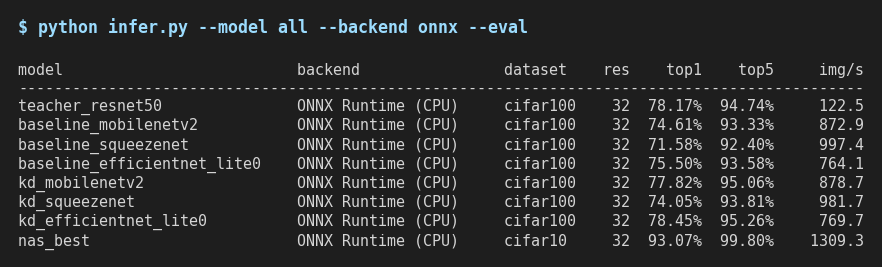 $ python infer.py --model all --backend onnx --eval
model backend dataset res top1 top5 img/s
----------------------------------------------------------------------------------------------
teacher_resnet50 ONNX Runtime (CPU) cifar100 32 78.17% 94.74% 122.5
baseline_mobilenetv2 ONNX Runtime (CPU) cifar100 32 74.61% 93.33% 872.9
baseline_squeezenet ONNX Runtime (CPU) cifar100 32 71.58% 92.40% 997.4
baseline_efficientnet_lite0 ONNX Runtime (CPU) cifar100 32 75.50% 93.58% 764.1
kd_mobilenetv2 ONNX Runtime (CPU) cifar100 32 77.82% 95.06% 878.7
kd_squeezenet ONNX Runtime (CPU) cifar100 32 74.05% 93.81% 981.7
kd_efficientnet_lite0 ONNX Runtime (CPU) cifar100 32 78.45% 95.26% 769.7
nas_best ONNX Runtime (CPU) cifar10 32 93.07% 99.80% 1309.3